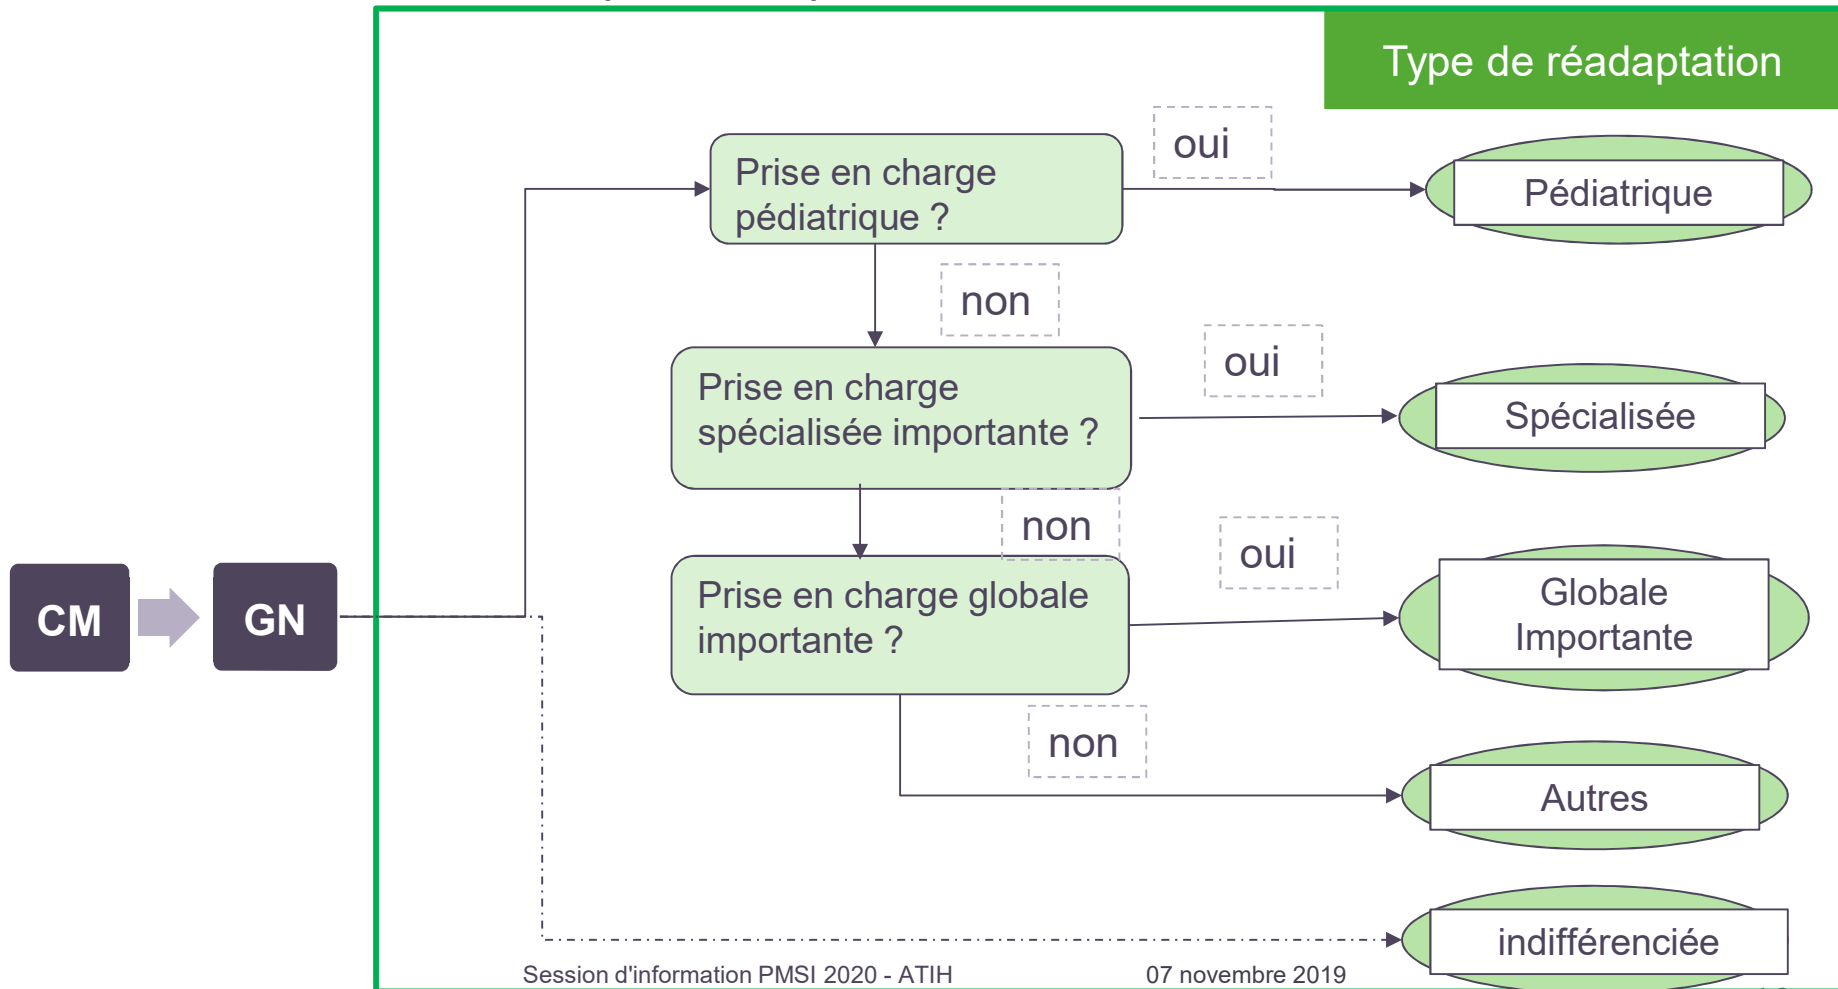 Type de réadaptation
oui
Prise en charge
pédiatrique ?
Pédiatrique
non
oui
Prise en charge
spécialisée importante ?
Spécialisée
non
oui
CM
GN
Prise en charge globale
importante ?
Globale
Importante
non
Autres
indifférenciée
Session d'information PMSI 2020 - ATIH
07 novembre 2019